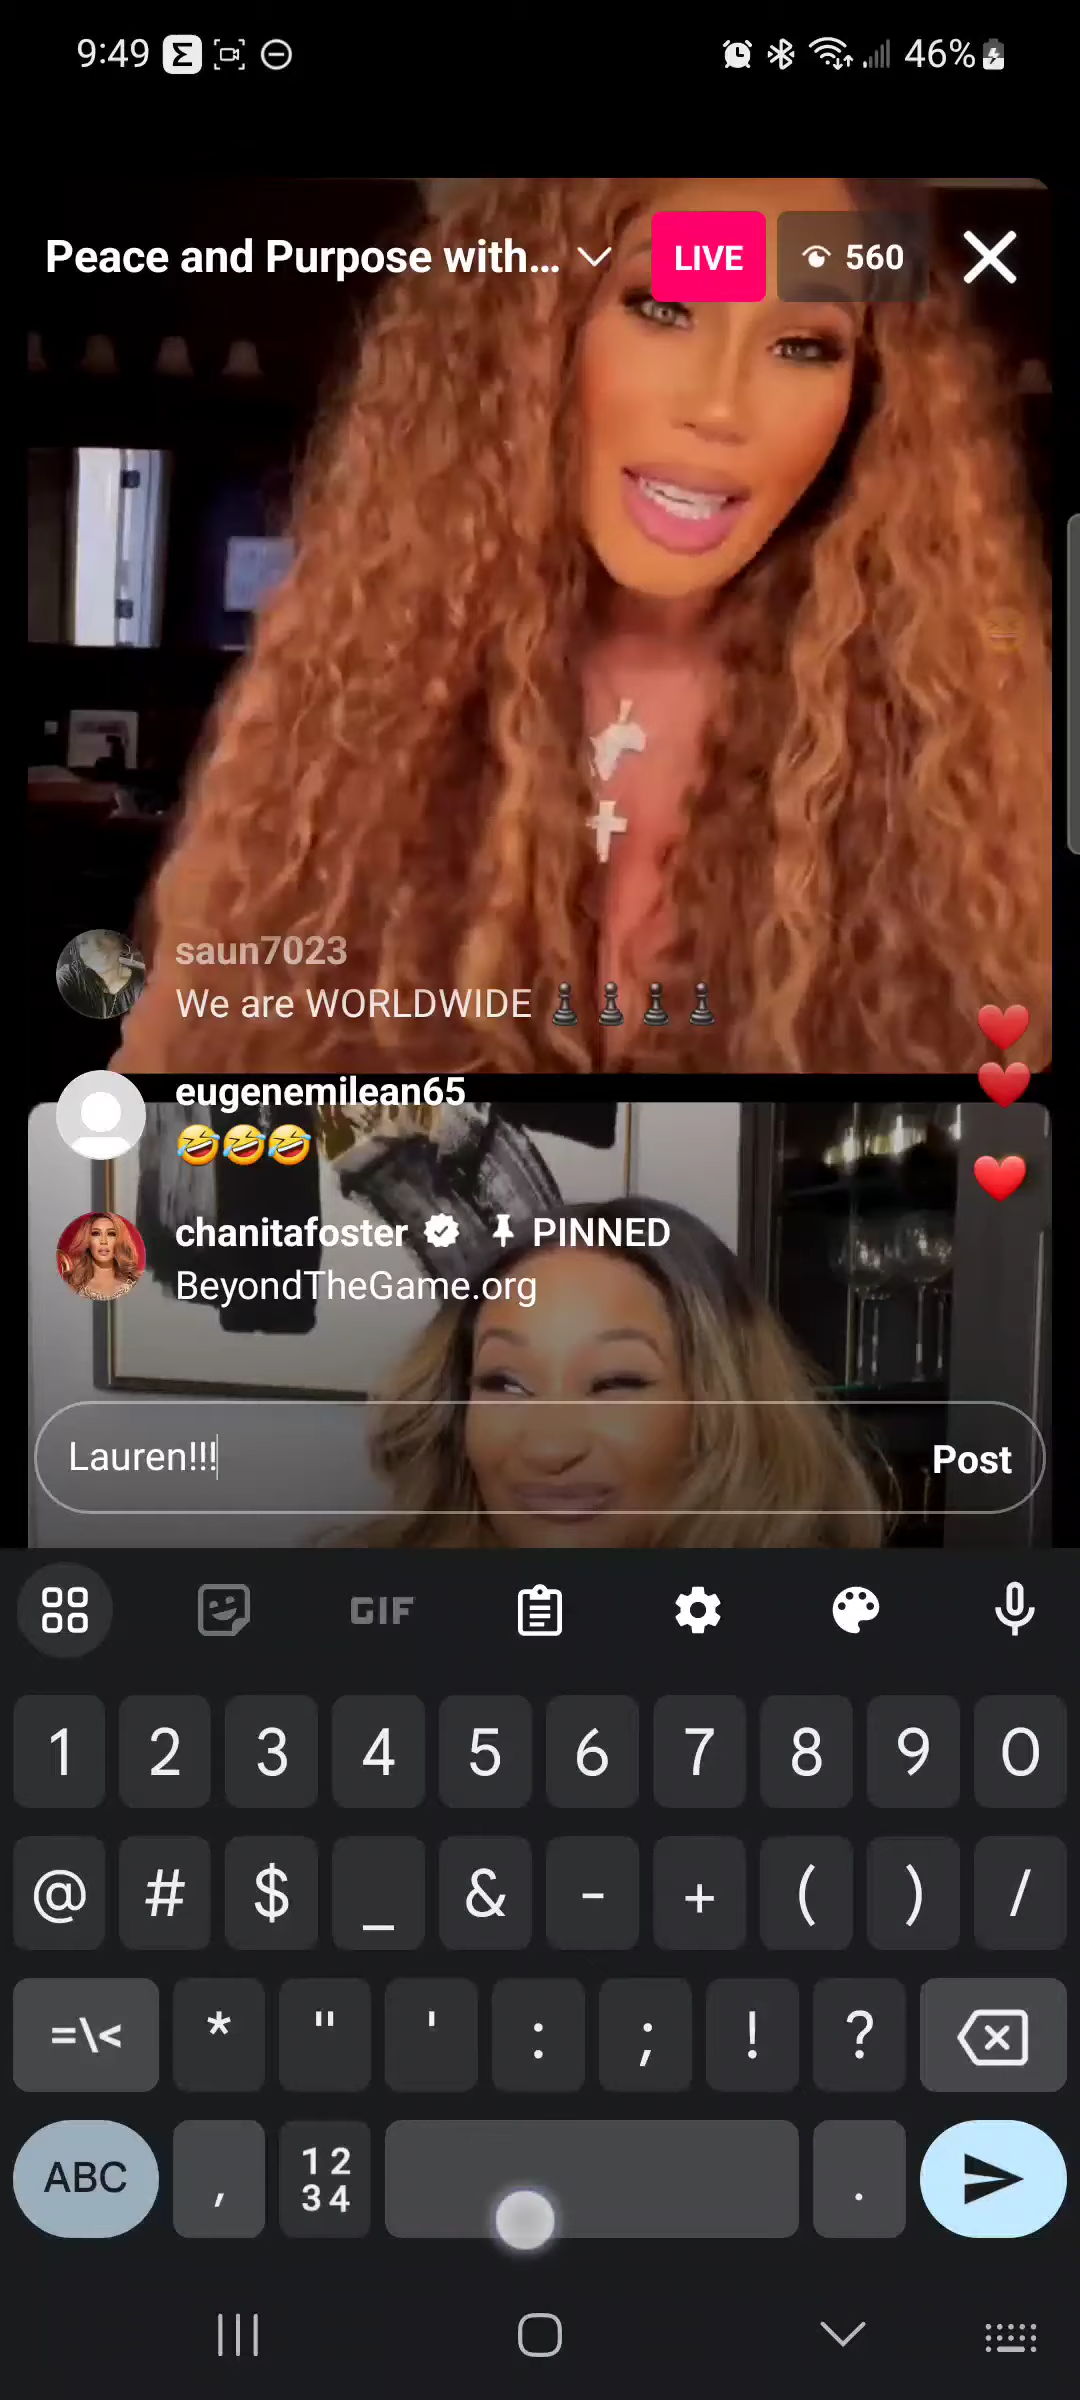 9:49
46%
Peace and Purpose with...
LIVE
560
saun7023
We are WORLDWIDE ♟♟♟♟
eugenemilean65
🤣🤣🤣
chanitafoster PINNED
BeyondTheGame.org
Lauren!!!
Post
GIF
1 2 3 4 5 6 7 8 9 0
@ # $ _ & - + ( ) /
=\< * " ' : ; ! ?
ABC , 12 34 .